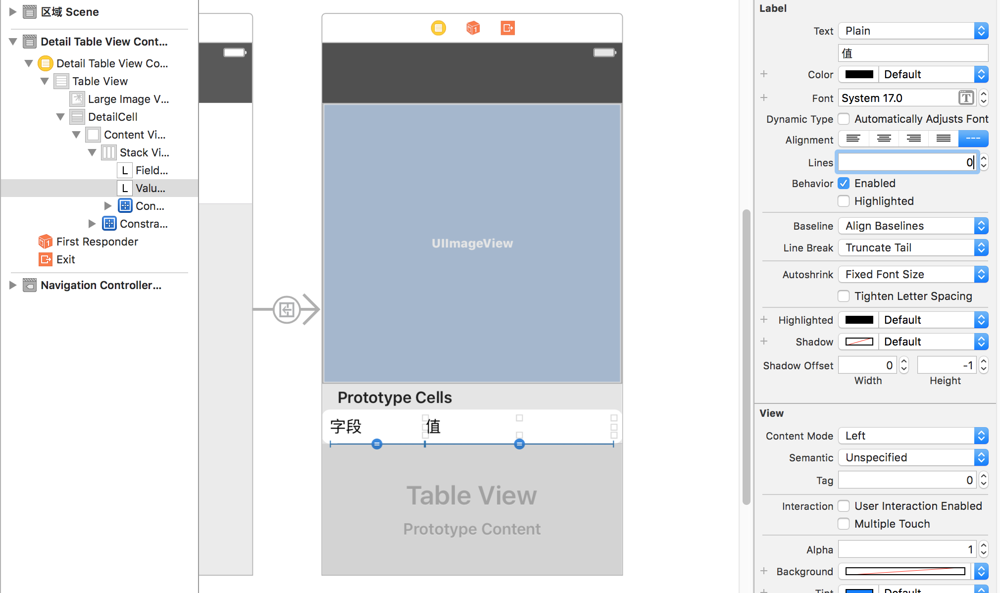 区域 Scene
Detail Table View Cont...
Detail Table View Co...
Table View
Large Image V...
DetailCell
Content Vi...
Stack Vi...
L Field...
L Valu...
Con...
Constra...
First Responder
Exit
Navigation Controller...
UIImageView
Prototype Cells
字段 值
Table View
Prototype Content
Label
Text Plain
值
Color Default
Font System 17.0 T
Dynamic Type Automatically Adjusts Font
Alignment
Lines 0
Behavior Enabled
Highlighted
Baseline Align Baselines
Line Break Truncate Tail
Autoshrink Fixed Font Size
Tighten Letter Spacing
Highlighted Default
Shadow Default
Shadow Offset 0 -1
Width Height
View
Content Mode Left
Semantic Unspecified
Tag 0
Interaction User Interaction Enabled
Multiple Touch
Alpha 1
Background
Tint Default